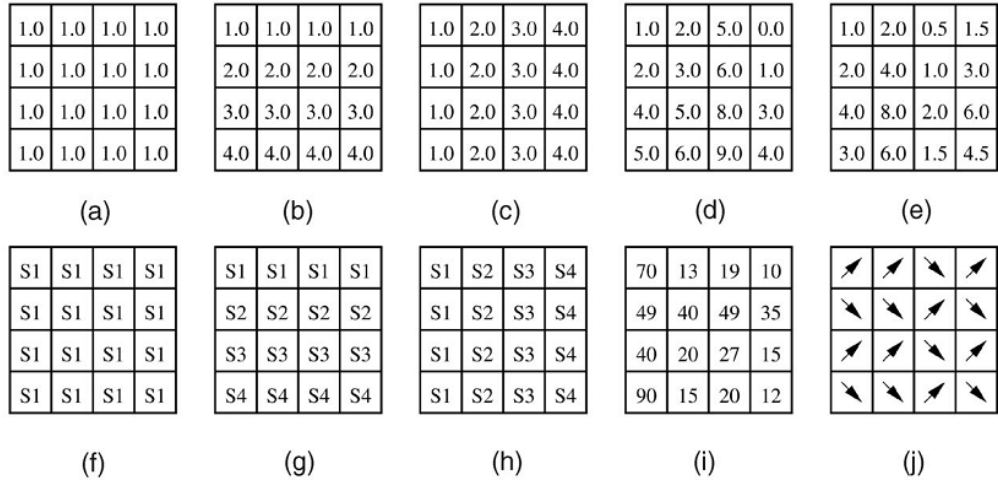 1.0 1.0 1.0 1.0 1.0 1.0 1.0 1.0 1.0 2.0 3.0 4.0 1.0 2.0 5.0 0.0 1.0 2.0 0.5 1.5
1.0 1.0 1.0 1.0 2.0 2.0 2.0 2.0 1.0 2.0 3.0 4.0 2.0 3.0 6.0 1.0 2.0 4.0 1.0 3.0
1.0 1.0 1.0 1.0 3.0 3.0 3.0 3.0 1.0 2.0 3.0 4.0 4.0 5.0 8.0 3.0 4.0 8.0 2.0 6.0
1.0 1.0 1.0 1.0 4.0 4.0 4.0 4.0 1.0 2.0 3.0 4.0 5.0 6.0 9.0 4.0 3.0 6.0 1.5 4.5
(a) (b) (c) (d) (e)
S1 S1 S1 S1 S1 S1 S1 S1 S1 S2 S3 S4 70 13 19 10
S1 S1 S1 S1 S2 S2 S2 S2 S1 S2 S3 S4 49 40 49 35
S1 S1 S1 S1 S3 S3 S3 S3 S1 S2 S3 S4 40 20 27 15
S1 S1 S1 S1 S4 S4 S4 S4 S1 S2 S3 S4 90 15 20 12
(f) (g) (h) (i) (j)